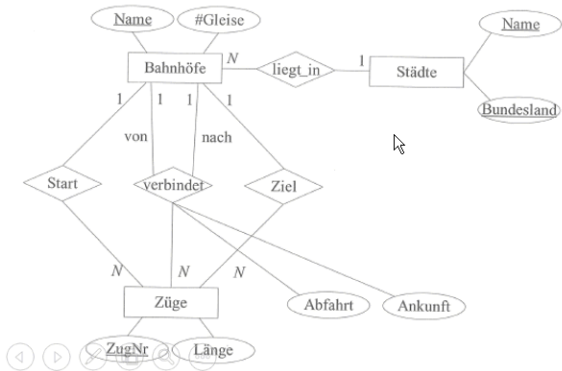 Name
#Gleise
Name
N
1
Bahnhöfe
liegt_in
Städte
1
1
1
1
Bundesland
von
nach
Start
verbindet
Ziel
N
N
N
Züge
Abfahrt
Ankunft
ZugNr
Länge